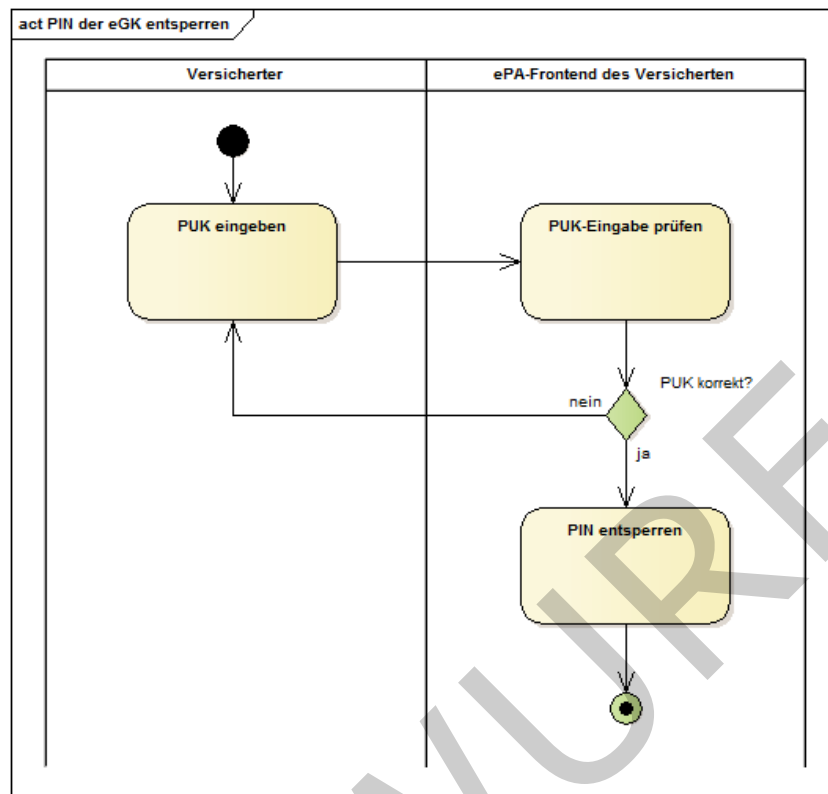 act PIN der eGK entsperren
Versicherter
ePA-Frontend des Versicherten
PUK eingeben
PUK-Eingabe prüfen
PUK korrekt?
nein
ja
PIN entsperren
WURF